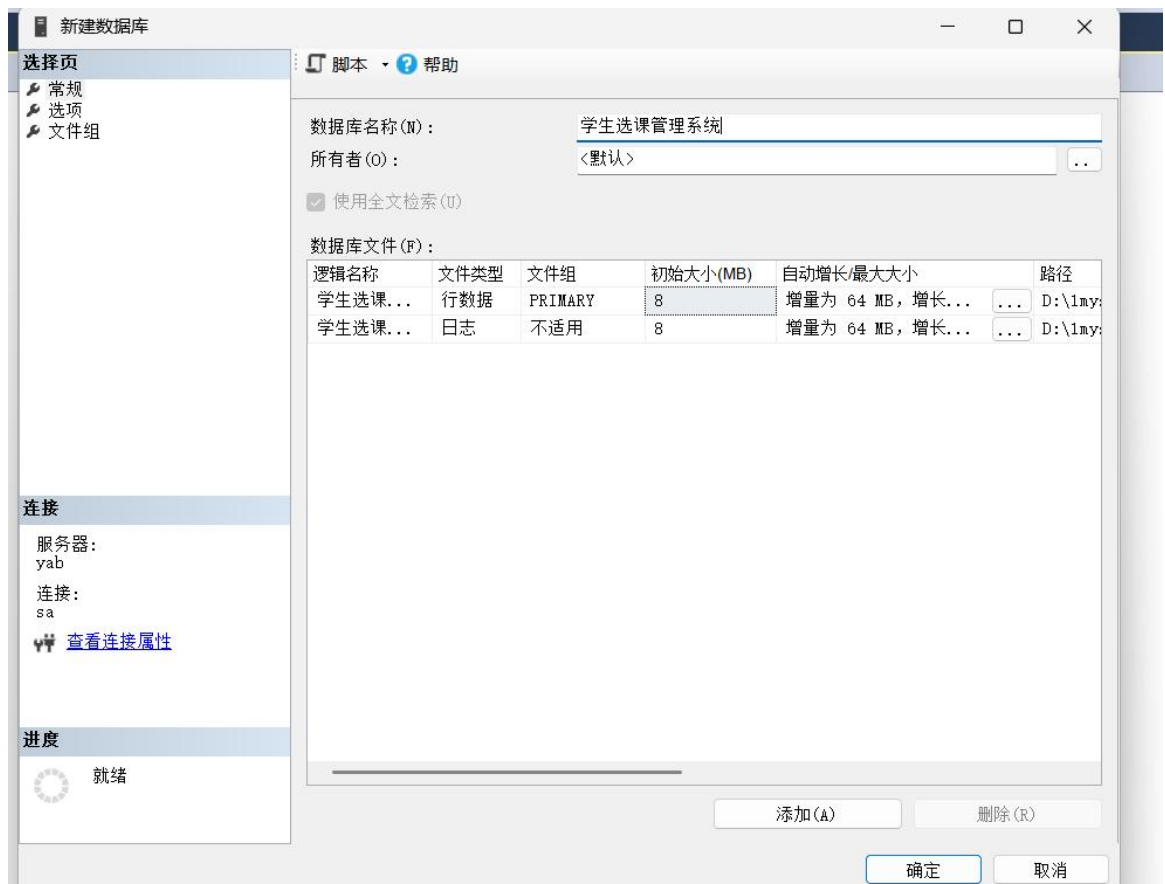 新建数据库
选择页
常规
选项
文件组
脚本 帮助
数据库名称(N):
学生选课管理系统
所有者(O):
<默认>
..
使用全文检索(U)
数据库文件(F):
逻辑名称 文件类型 文件组 初始大小(MB) 自动增长/最大大小 路径
学生选课... 行数据 PRIMARY 8 增量为 64 MB，增长... ... D:\1my
学生选课... 日志 不适用 8 增量为 64 MB，增长... ... D:\1my
连接
服务器:
yab
连接:
sa
查看连接属性
进度
就绪
添加(A) 删除(R)
确定 取消